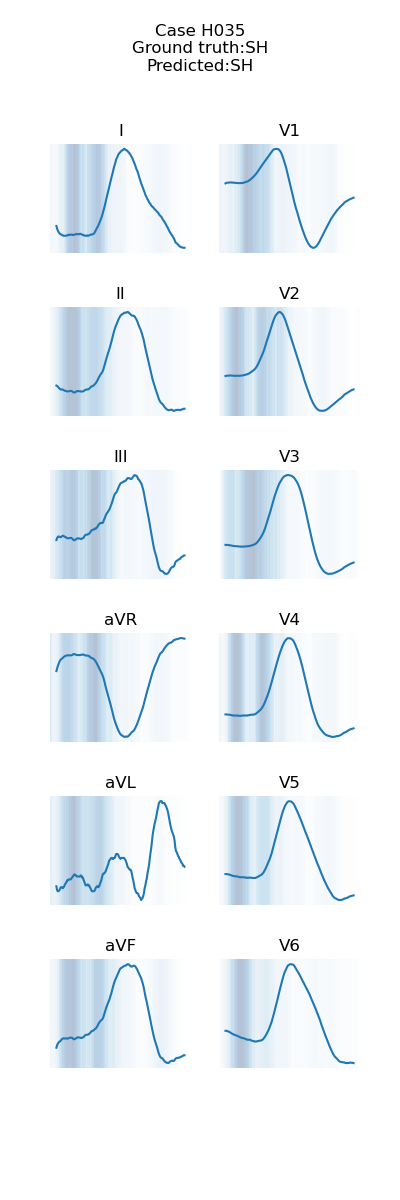 Case H035
Ground truth:SH
Predicted:SH
I
V1
II
V2
III
V3
aVR
V4
aVL
V5
aVF
V6